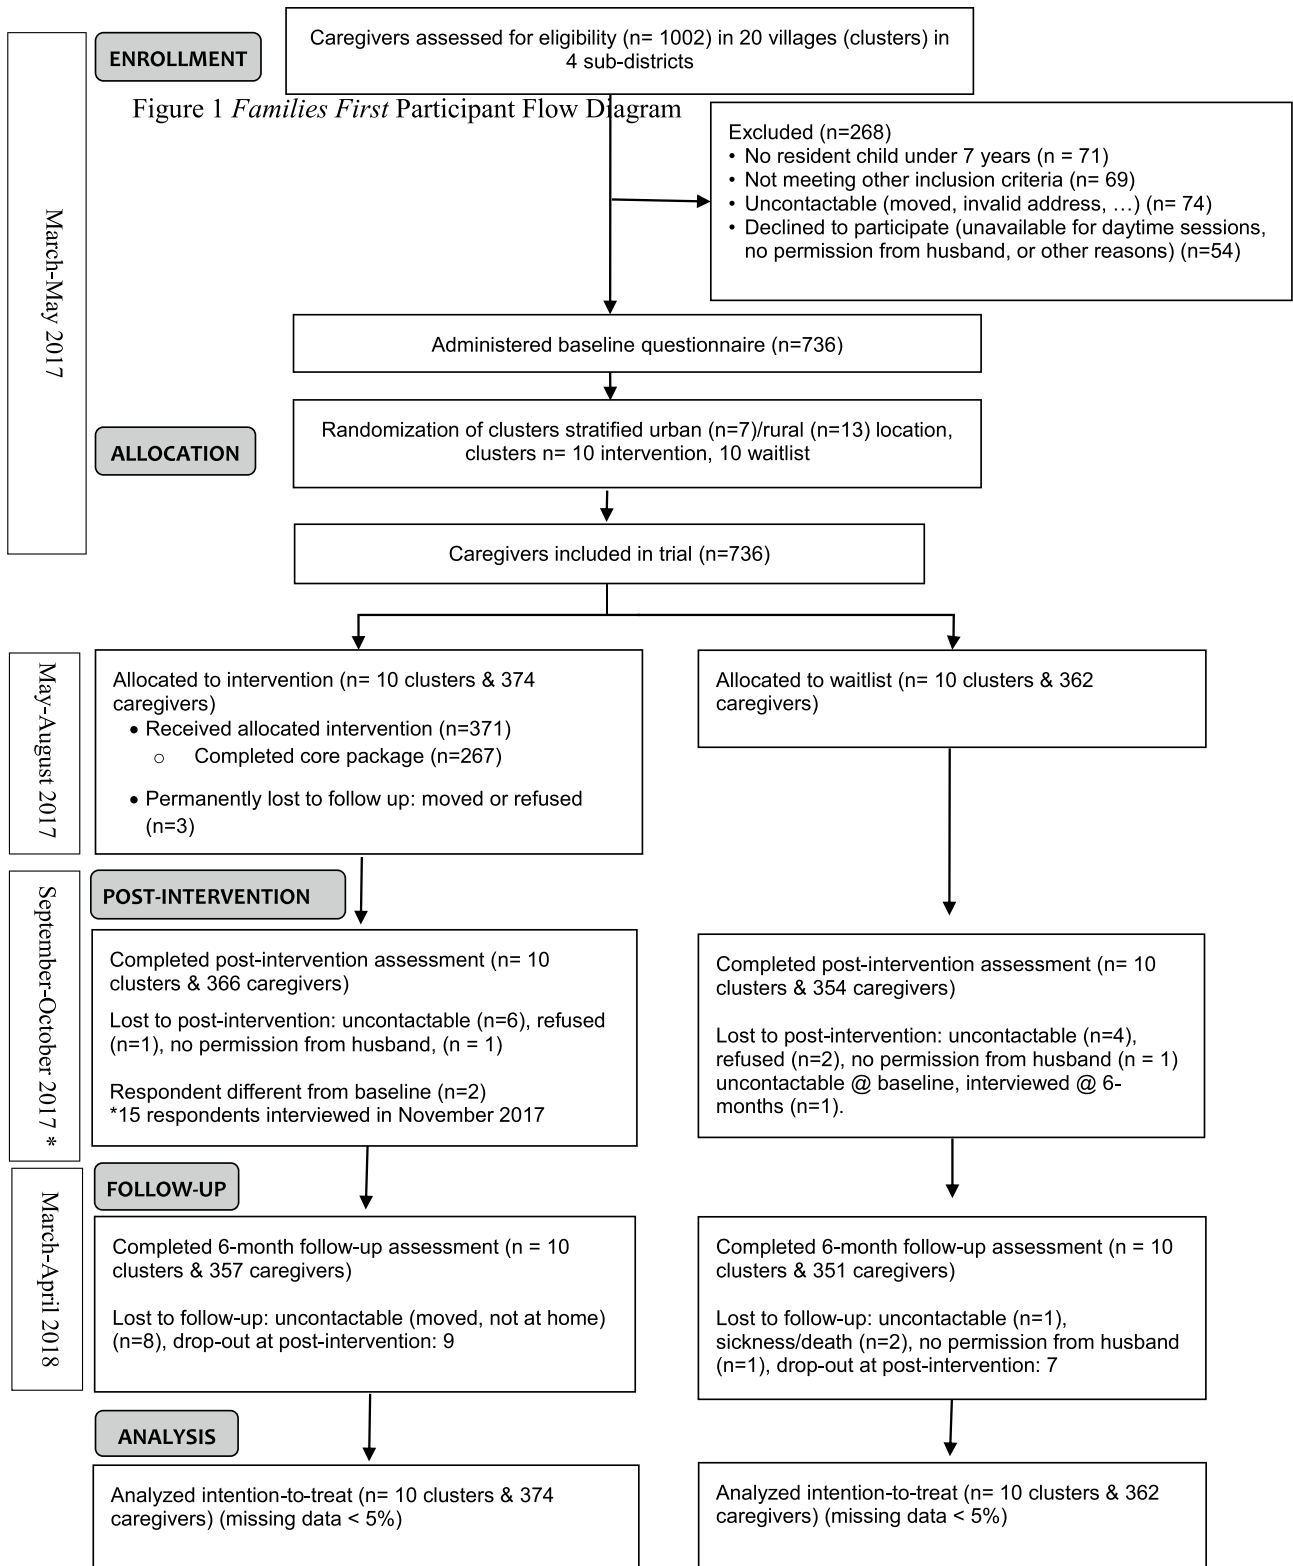 ENROLLMENT
Caregivers assessed for eligibility (n= 1002) in 20 villages (clusters) in
4 sub-districts
Figure 1 Families First Participant Flow Diagram
Excluded (n=268)
• No resident child under 7 years (n = 71)
• Not meeting other inclusion criteria (n= 69)
• Uncontactable (moved, invalid address, …) (n= 74)
• Declined to participate (unavailable for daytime sessions,
no permission from husband, or other reasons) (n=54)
March-May 2017
Administered baseline questionnaire (n=736)
ALLOCATION
Randomization of clusters stratified urban (n=7)/rural (n=13) location,
clusters n= 10 intervention, 10 waitlist
Caregivers included in trial (n=736)
May-August 2017
Allocated to intervention (n= 10 clusters & 374
caregivers)
• Received allocated intervention (n=371)
o Completed core package (n=267)
• Permanently lost to follow up: moved or refused
(n=3)
Allocated to waitlist (n= 10 clusters & 362
caregivers)
September-October 2017 *
POST-INTERVENTION
Completed post-intervention assessment (n= 10
clusters & 366 caregivers)
Lost to post-intervention: uncontactable (n=6), refused
(n=1), no permission from husband, (n = 1)
Respondent different from baseline (n=2)
*15 respondents interviewed in November 2017
Completed post-intervention assessment (n= 10
clusters & 354 caregivers)
Lost to post-intervention: uncontactable (n=4),
refused (n=2), no permission from husband (n = 1)
uncontactable @ baseline, interviewed @ 6-
months (n=1).
March-April 2018
FOLLOW-UP
Completed 6-month follow-up assessment (n = 10
clusters & 357 caregivers)
Lost to follow-up: uncontactable (moved, not at home)
(n=8), drop-out at post-intervention: 9
Completed 6-month follow-up assessment (n = 10
clusters & 351 caregivers)
Lost to follow-up: uncontactable (n=1),
sickness/death (n=2), no permission from husband
(n=1), drop-out at post-intervention: 7
ANALYSIS
Analyzed intention-to-treat (n= 10 clusters & 374
caregivers) (missing data < 5%)
Analyzed intention-to-treat (n= 10 clusters & 362
caregivers) (missing data < 5%)